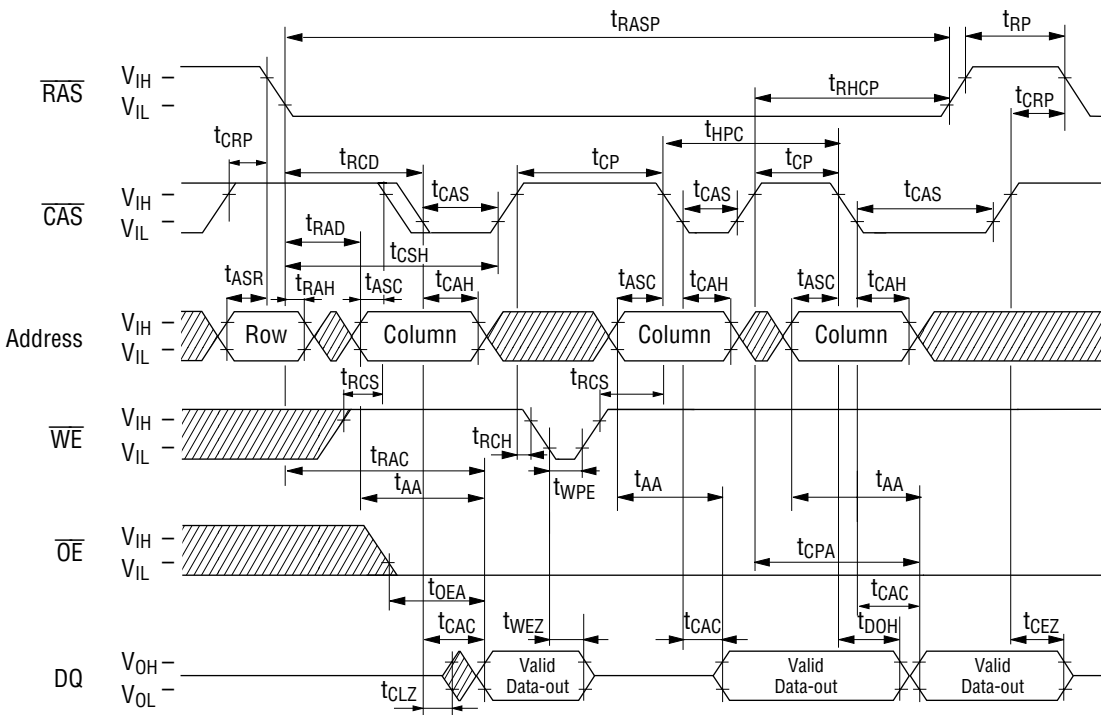 tRASP
tRP
RAS
VIH
VIL
tRHCP
tCRP
tCRP
tRCD
tCP
tHPC
tCP
CAS
VIH
VIL
tCAS
tCAS
tCAS
tRAD
tCSH
tASR
tRAH
tASC
tCAH
tASC
tCAH
tASC
tCAH
Address
VIH
VIL
Row
Column
Column
Column
tRCS
tRCS
WE
VIH
VIL
tRCH
tRAC
tWPE
tAA
tAA
tAA
OE
VIH
VIL
tCPA
tOEA
tCAC
tCAC
tWEZ
tCAC
tDOH
tCEZ
DQ
VOH
VOL
Valid
Data-out
Valid
Data-out
Valid
Data-out
tCLZ